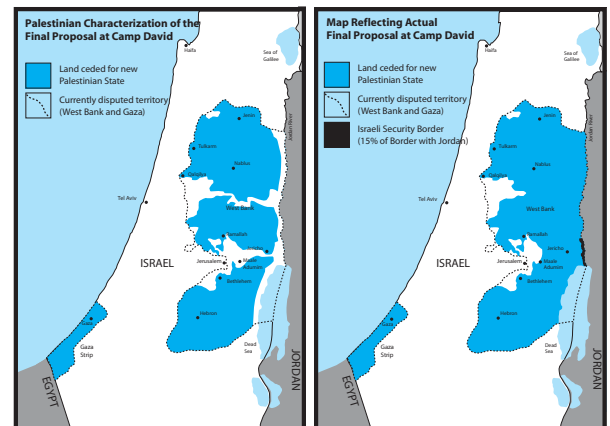 Palestinian Characterization of the
Final Proposal at Camp David
Land ceded for new
Palestinian State
Currently disputed territory
(West Bank and Gaza)
Haifa
Sea of
Galilee
Jordan River
Jenin
Tulkarm
Nablus
Qalqilya
Tel Aviv
West Bank
Ramallah
Jericho
ISRAEL
Jerusalem
Maale
Adumim
Bethlehem
Hebron
Gaza
Gaza
Strip
Dead
Sea
EGYPT
JORDAN
Map Reflecting Actual
Final Proposal at Camp David
Land ceded for new
Palestinian State
Currently disputed territory
(West Bank and Gaza)
Israeli Security Border
(15% of Border with Jordan)
Haifa
Sea of
Galilee
Jordan River
Jenin
Tulkarm
Nablus
Qalqilya
Tel Aviv
West Bank
Ramallah
Jericho
ISRAEL
Jerusalem
Maale
Adumim
Bethlehem
Hebron
Gaza
Gaza
Strip
Dead
Sea
EGYPT
JORDAN